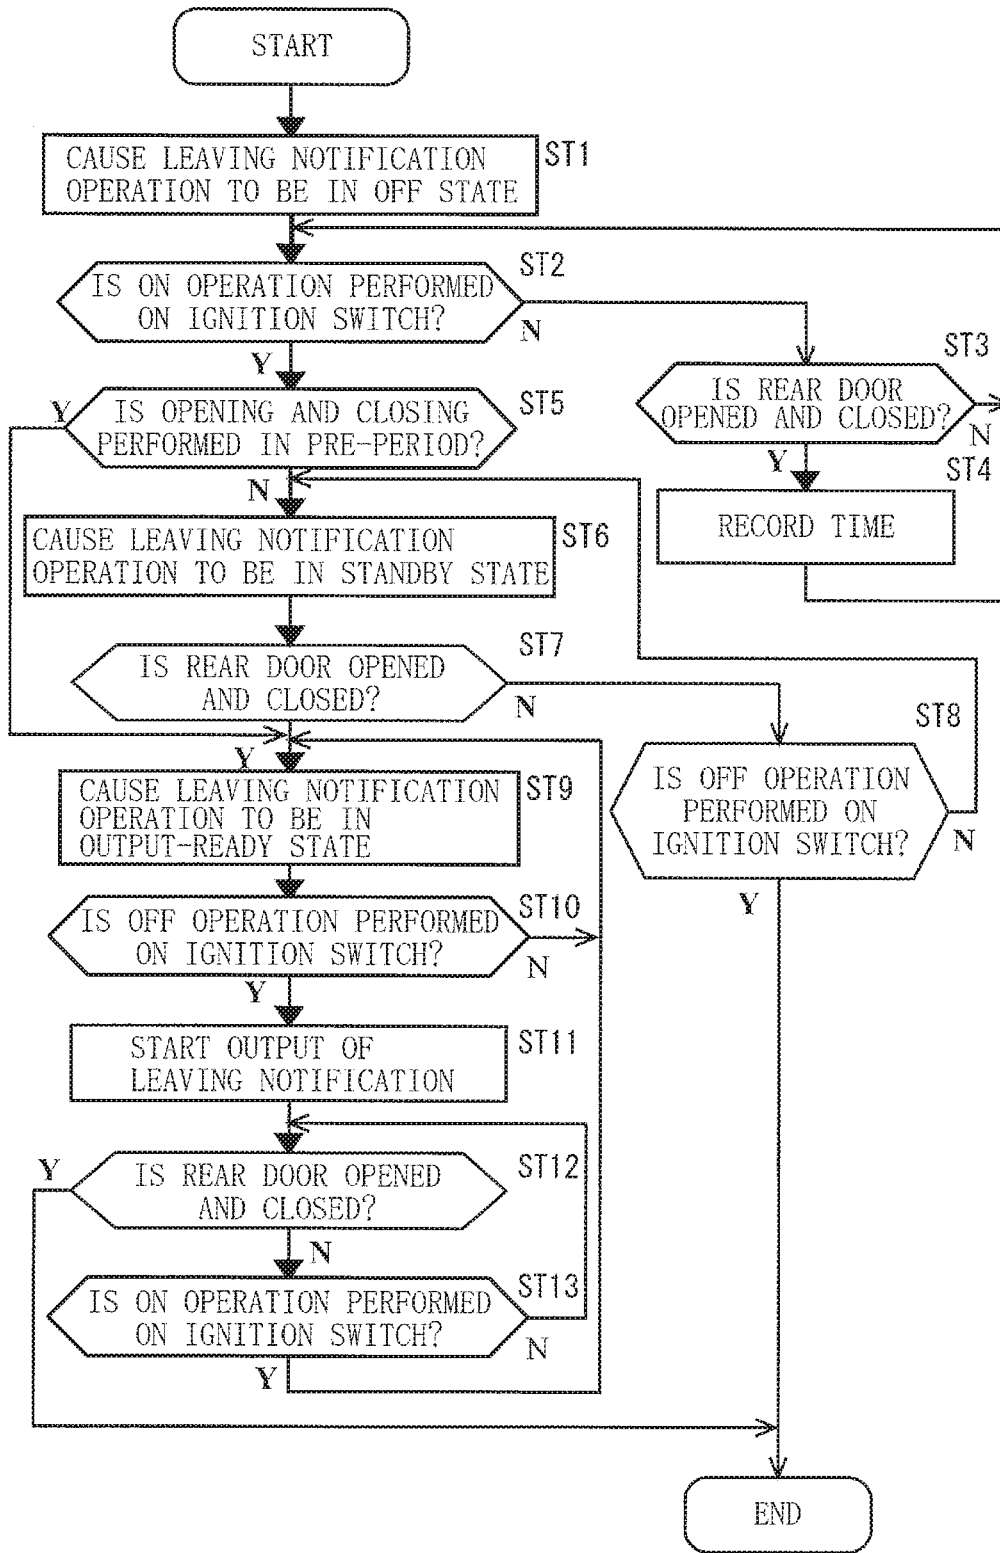 START
CAUSE LEAVING NOTIFICATION
OPERATION TO BE IN OFF STATE
ST1
IS ON OPERATION PERFORMED
ON IGNITION SWITCH?
ST2
N
Y
IS REAR DOOR
OPENED AND CLOSED?
ST3
N
Y
IS OPENING AND CLOSING
PERFORMED IN PRE-PERIOD?
ST5
Y
N
RECORD TIME
ST4
CAUSE LEAVING NOTIFICATION
OPERATION TO BE IN STANDBY STATE
ST6
IS REAR DOOR OPENED
AND CLOSED?
ST7
N
Y
IS OFF OPERATION
PERFORMED ON
IGNITION SWITCH?
ST8
N
Y
CAUSE LEAVING NOTIFICATION
OPERATION TO BE IN
OUTPUT-READY STATE
ST9
IS OFF OPERATION PERFORMED
ON IGNITION SWITCH?
ST10
N
Y
START OUTPUT OF
LEAVING NOTIFICATION
ST11
IS REAR DOOR OPENED
AND CLOSED?
ST12
Y
N
IS ON OPERATION PERFORMED
ON IGNITION SWITCH?
ST13
N
Y
END